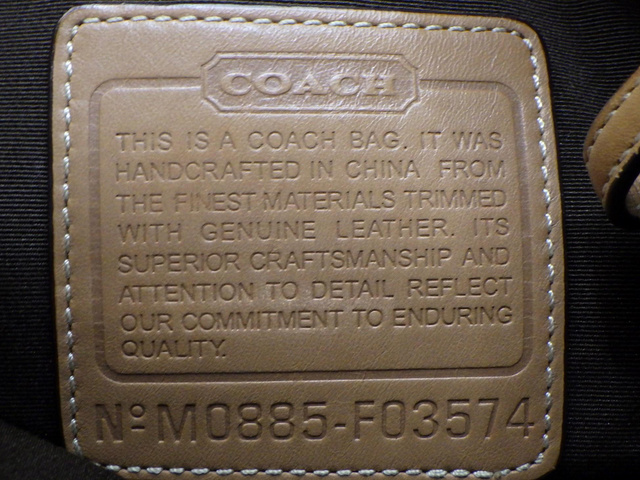 COACH
THIS IS A COACH BAG. IT WAS
HANDCRAFTED IN CHINA FROM
THE FINEST MATERIALS TRIMMED
WITH GENUINE LEATHER. ITS
SUPERIOR CRAFTSMANSHIP AND
ATTENTION TO DETAIL REFLECT
OUR COMMITMENT TO ENDURING
QUALITY.
Nº M0885-F03574